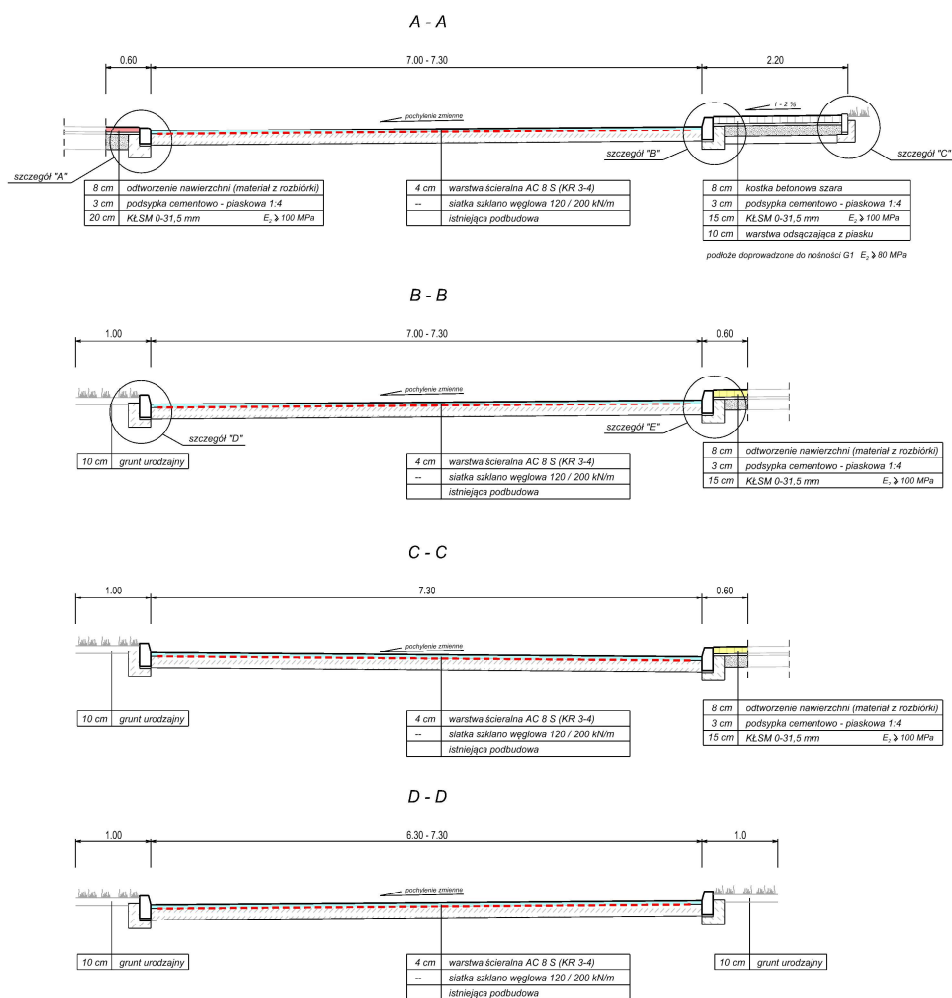 A - A
0.60 7.00 - 7.30 2.20
pochylenie zmienne
szczegół "A" szczegół "B" szczegół "C"
8 cm odtworzenie nawierzchni (materiał z rozbiórki)
3 cm podsypka cementowo - piaskowa 1:4
20 cm KŁSM 0-31,5 mm E₂ ≥ 100 MPa
4 cm warstwa ścieralna AC 8 S (KR 3-4)
-- siatka szklano węglowa 120 / 200 kN/m
istniejąca podbudowa
8 cm kostka betonowa szara
3 cm podsypka cementowo - piaskowa 1:4
15 cm KŁSM 0-31,5 mm E₂ ≥ 100 MPa
10 cm warstwa odsączająca z piasku
podłoże doprowadzone do nośności G1 E₂ ≥ 80 MPa
B - B
1.00 7.00 - 7.30 0.60
pochylenie zmienne
szczegół "D" szczegół "E"
10 cm grunt urodzajny
4 cm warstwa ścieralna AC 8 S (KR 3-4)
-- siatka szklano węglowa 120 / 200 kN/m
istniejąca podbudowa
8 cm odtworzenie nawierzchni (materiał z rozbiórki)
3 cm podsypka cementowo - piaskowa 1:4
15 cm KŁSM 0-31,5 mm E₂ ≥ 100 MPa
C - C
1.00 7.30 0.60
pochylenie zmienne
10 cm grunt urodzajny
4 cm warstwa ścieralna AC 8 S (KR 3-4)
-- siatka szklano węglowa 120 / 200 kN/m
istniejąca podbudowa
8 cm odtworzenie nawierzchni (materiał z rozbiórki)
3 cm podsypka cementowo - piaskowa 1:4
15 cm KŁSM 0-31,5 mm E₂ ≥ 100 MPa
D - D
1.00 6.30 - 7.30 1.0
pochylenie zmienne
10 cm grunt urodzajny
4 cm warstwa ścieralna AC 8 S (KR 3-4)
-- siatka szklano węglowa 120 / 200 kN/m
istniejąca podbudowa
10 cm grunt urodzajny